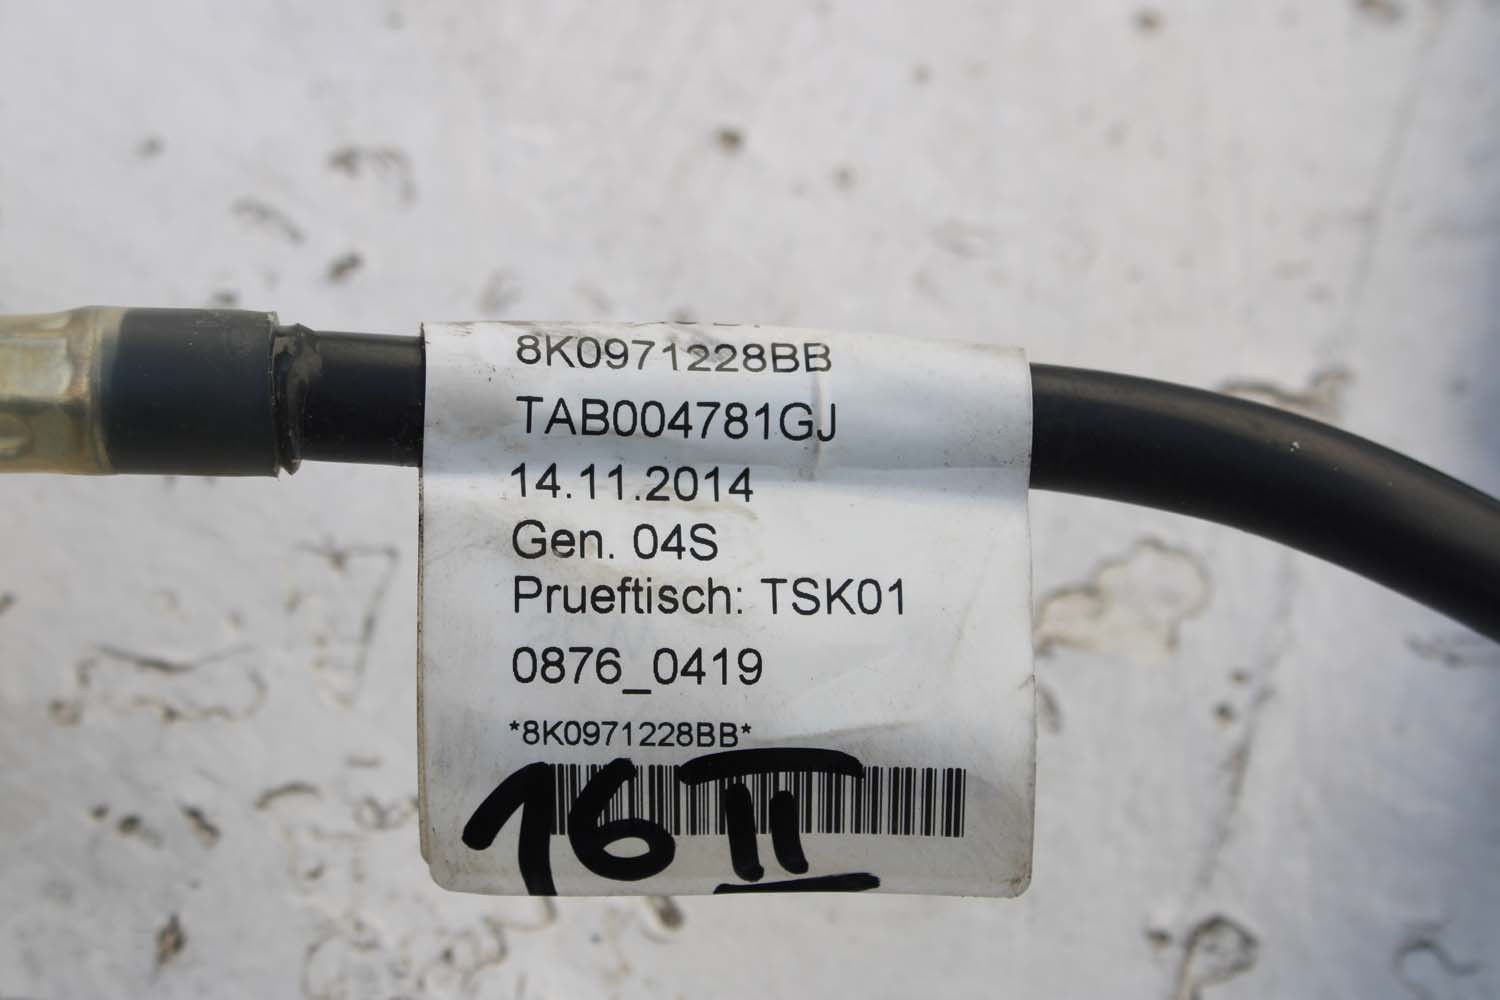 8K0971228BB
TAB004781GJ
14.11.2014
Gen. 04S
Prueftisch: TSK01
0876_0419
*8K0971228BB*
16 II